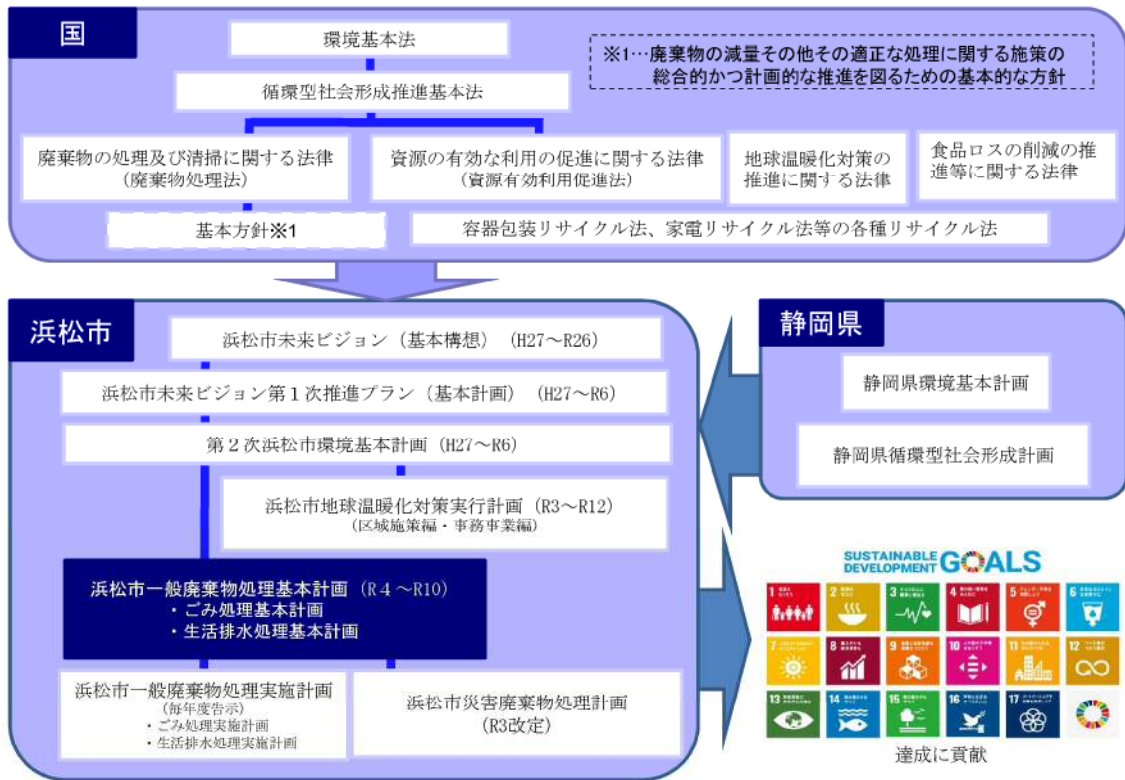 国
環境基本法
※1…廃棄物の減量その他その適正な処理に関する施策の
総合的かつ計画的な推進を図るための基本的な方針
循環型社会形成推進基本法
廃棄物の処理及び清掃に関する法律
(廃棄物処理法)
資源の有効な利用の促進に関する法律
(資源有効利用促進法)
地球温暖化対策の
推進に関する法律
食品ロスの削減の推
進等に関する法律
基本方針※1
容器包装リサイクル法、家電リサイクル法等の各種リサイクル法
浜松市
浜松市未来ビジョン（基本構想）（H27～R26）
浜松市未来ビジョン第１次推進プラン（基本計画）（H27～R6）
第２次浜松市環境基本計画（H27～R6）
浜松市地球温暖化対策実行計画（R3～R12）
(区域施策編・事務事業編)
浜松市一般廃棄物処理基本計画（R４～R10）
・ごみ処理基本計画
・生活排水処理基本計画
浜松市一般廃棄物処理実施計画
(毎年度告示)
・ごみ処理実施計画
・生活排水処理実施計画
浜松市災害廃棄物処理計画
(R3改定)
静岡県
静岡県環境基本計画
静岡県循環型社会形成計画
SUSTAINABLE
DEVELOPMENT
GOALS
1
2
3
4
5
6
7
8
9
10
11
12
13
14
15
16
17
達成に貢献